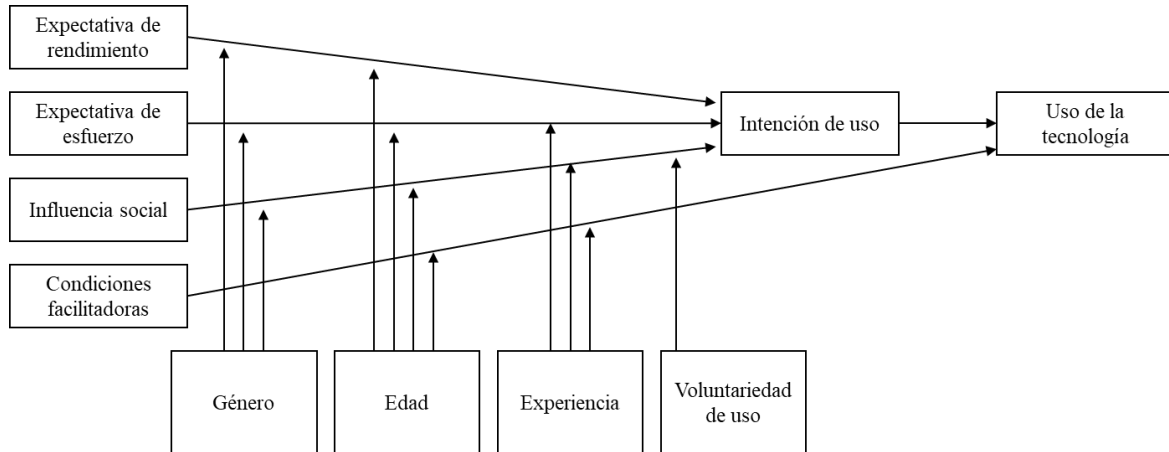 Expectativa de
rendimiento
Expectativa de
esfuerzo
Intención de uso
Uso de la
tecnología
Influencia social
Condiciones
facilitadoras
Género
Edad
Experiencia
Voluntariedad
de uso